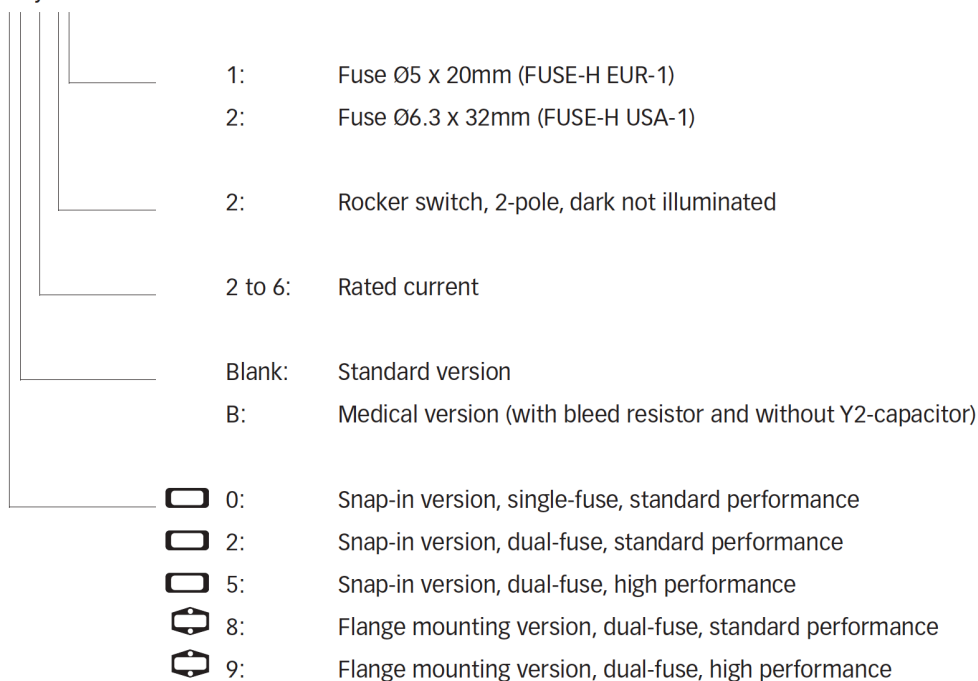 1: Fuse Ø5 x 20mm (FUSE-H EUR-1)
2: Fuse Ø6.3 x 32mm (FUSE-H USA-1)
2: Rocker switch, 2-pole, dark not illuminated
2 to 6: Rated current
Blank: Standard version
B: Medical version (with bleed resistor and without Y2-capacitor)
0: Snap-in version, single-fuse, standard performance
2: Snap-in version, dual-fuse, standard performance
5: Snap-in version, dual-fuse, high performance
8: Flange mounting version, dual-fuse, standard performance
9: Flange mounting version, dual-fuse, high performance